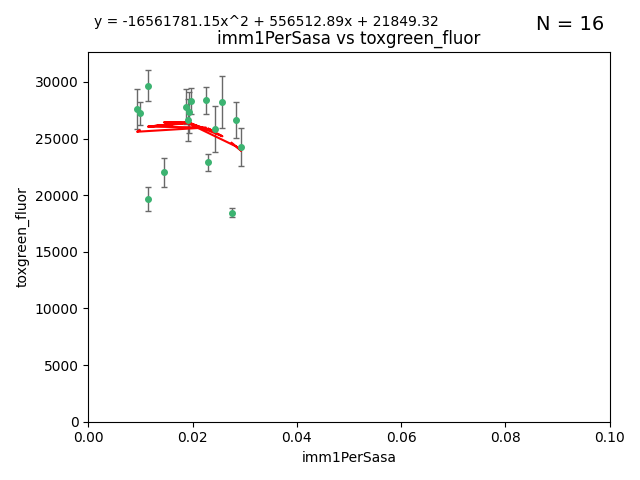 y = -16561781.15x^2 + 556512.89x + 21849.32
N = 16
imm1PerSasa vs toxgreen_fluor
30000
25000
20000
15000
10000
5000
0
toxgreen_fluor
0.00 0.02 0.04 0.06 0.08 0.10
imm1PerSasa